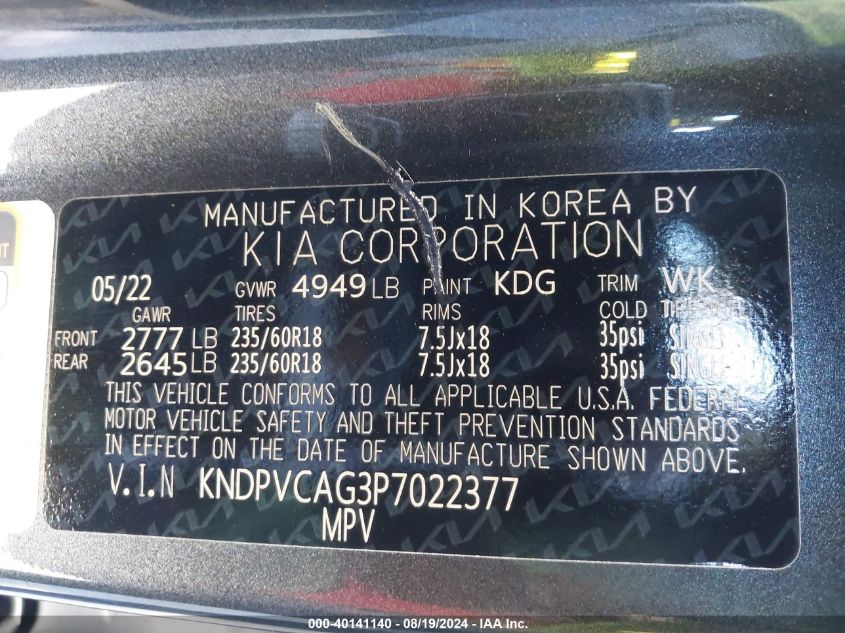 MANUFACTURED IN KOREA BY
KIA CORPORATION
05/22 GVWR 4949 LB PAINT KDG TRIM WK
GAWR TIRES RIMS COLD
FRONT 2777 LB 235/60R18 7.5Jx18 35psi SINGLE
REAR 2645 LB 235/60R18 7.5Jx18 35psi SINGLE
THIS VEHICLE CONFORMS TO ALL APPLICABLE U.S.A. FEDERAL
MOTOR VEHICLE SAFETY AND THEFT PREVENTION STANDARDS
IN EFFECT ON THE DATE OF MANUFACTURE SHOWN ABOVE.
V.I.N KNDPVCAG3P7022377
MPV
000-40141140 - 08/19/2024 - IAA Inc.